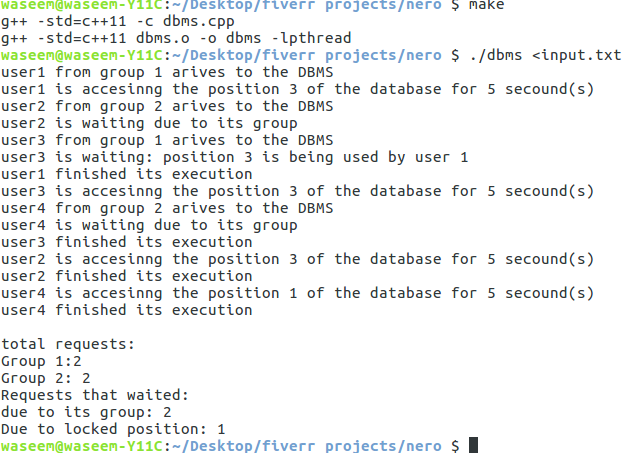 waseem@waseem-Y11C:~/Desktop/fiverr projects/nero $ make
g++ -std=c++11 -c dbms.cpp
g++ -std=c++11 dbms.o -o dbms -lpthread
waseem@waseem-Y11C:~/Desktop/fiverr projects/nero $ ./dbms <input.txt
user1 from group 1 arives to the DBMS
user1 is accesinng the position 3 of the database for 5 secound(s)
user2 from group 2 arives to the DBMS
user2 is waiting due to its group
user3 from group 1 arives to the DBMS
user3 is waiting: position 3 is being used by user 1
user1 finished its execution
user3 is accesinng the position 3 of the database for 5 secound(s)
user4 from group 2 arives to the DBMS
user4 is waiting due to its group
user3 finished its execution
user2 is accesinng the position 3 of the database for 5 secound(s)
user2 finished its execution
user4 is accesinng the position 1 of the database for 5 secound(s)
user4 finished its execution
total requests:
Group 1:2
Group 2: 2
Requests that waited:
due to its group: 2
Due to locked position: 1
waseem@waseem-Y11C:~/Desktop/fiverr projects/nero $